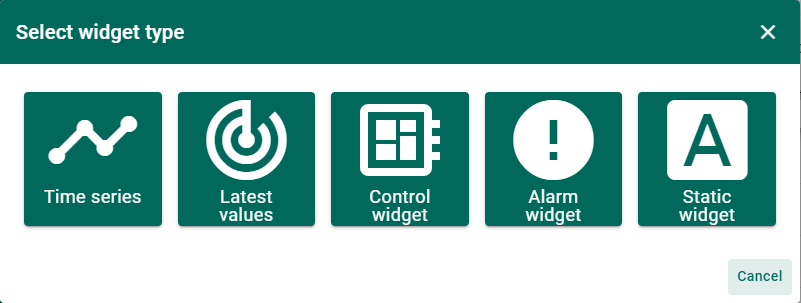 Select widget type
Time series
Latest
values
Control
widget
Alarm
widget
A
Static
widget
Cancel